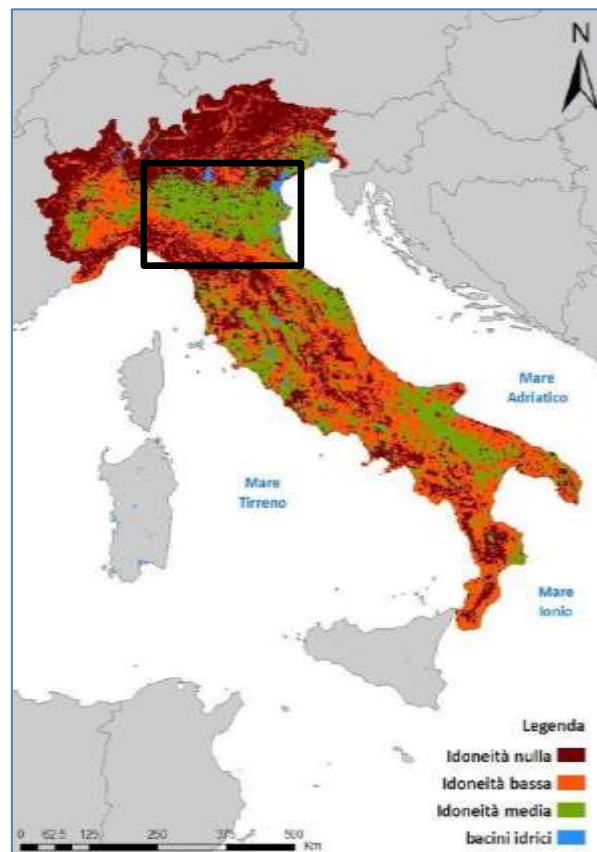 N
Mare
Adriatico
Mare
Tirreno
Mare
Ionio
Legenda
Idoneità nulla
Idoneità bassa
Idoneità media
bacini idrici
0 62.5 125 250 375 500
Km